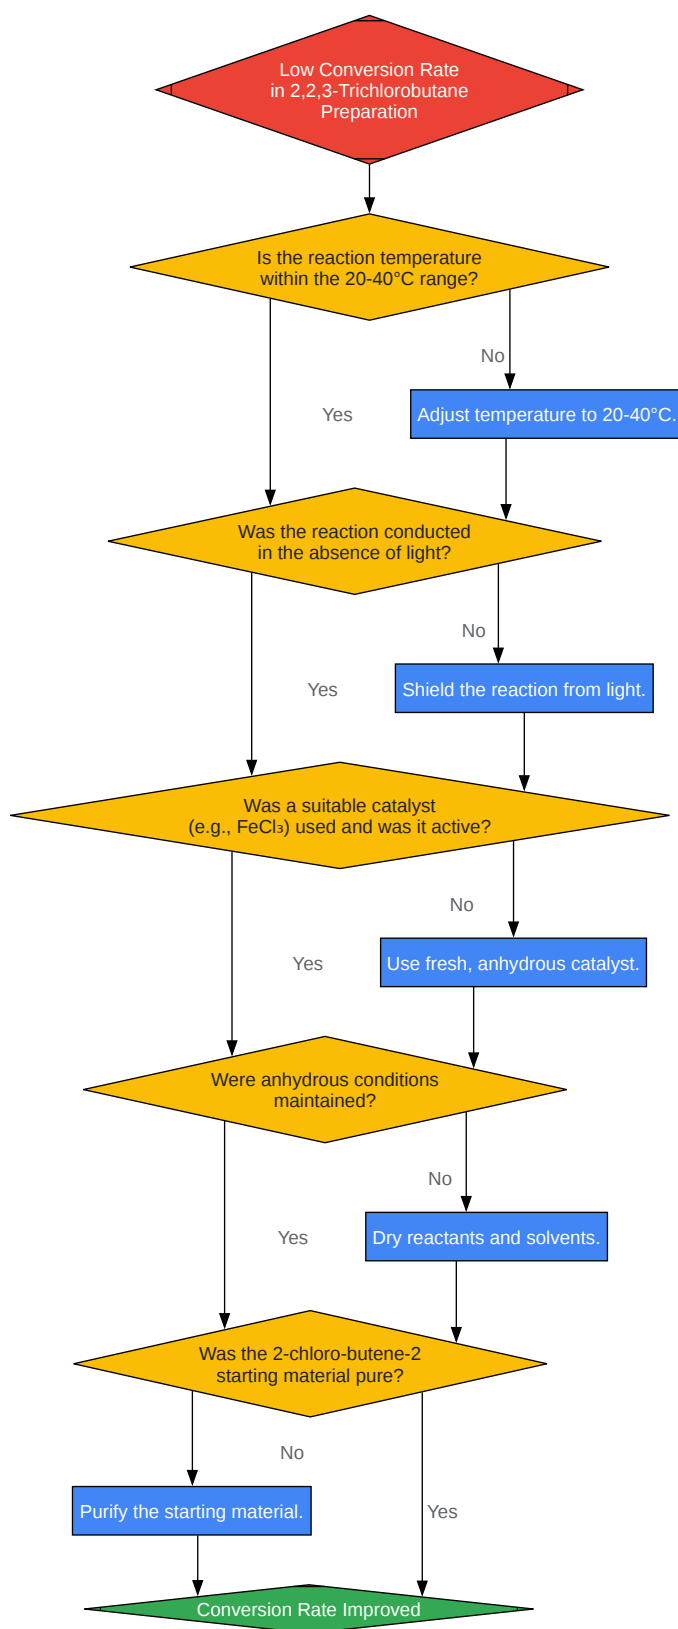 Low Conversion Rate
in 2,2,3-Trichlorobutane
Preparation
Is the reaction temperature
within the 20-40°C range?
No
Yes
Adjust temperature to 20-40°C.
Was the reaction conducted
in the absence of light?
No
Yes
Shield the reaction from light.
Was a suitable catalyst
(e.g., FeCl₃) used and was it active?
No
Yes
Use fresh, anhydrous catalyst.
Were anhydrous conditions
maintained?
No
Yes
Dry reactants and solvents.
Was the 2-chloro-butene-2
starting material pure?
No
Purify the starting material.
Yes
Conversion Rate Improved